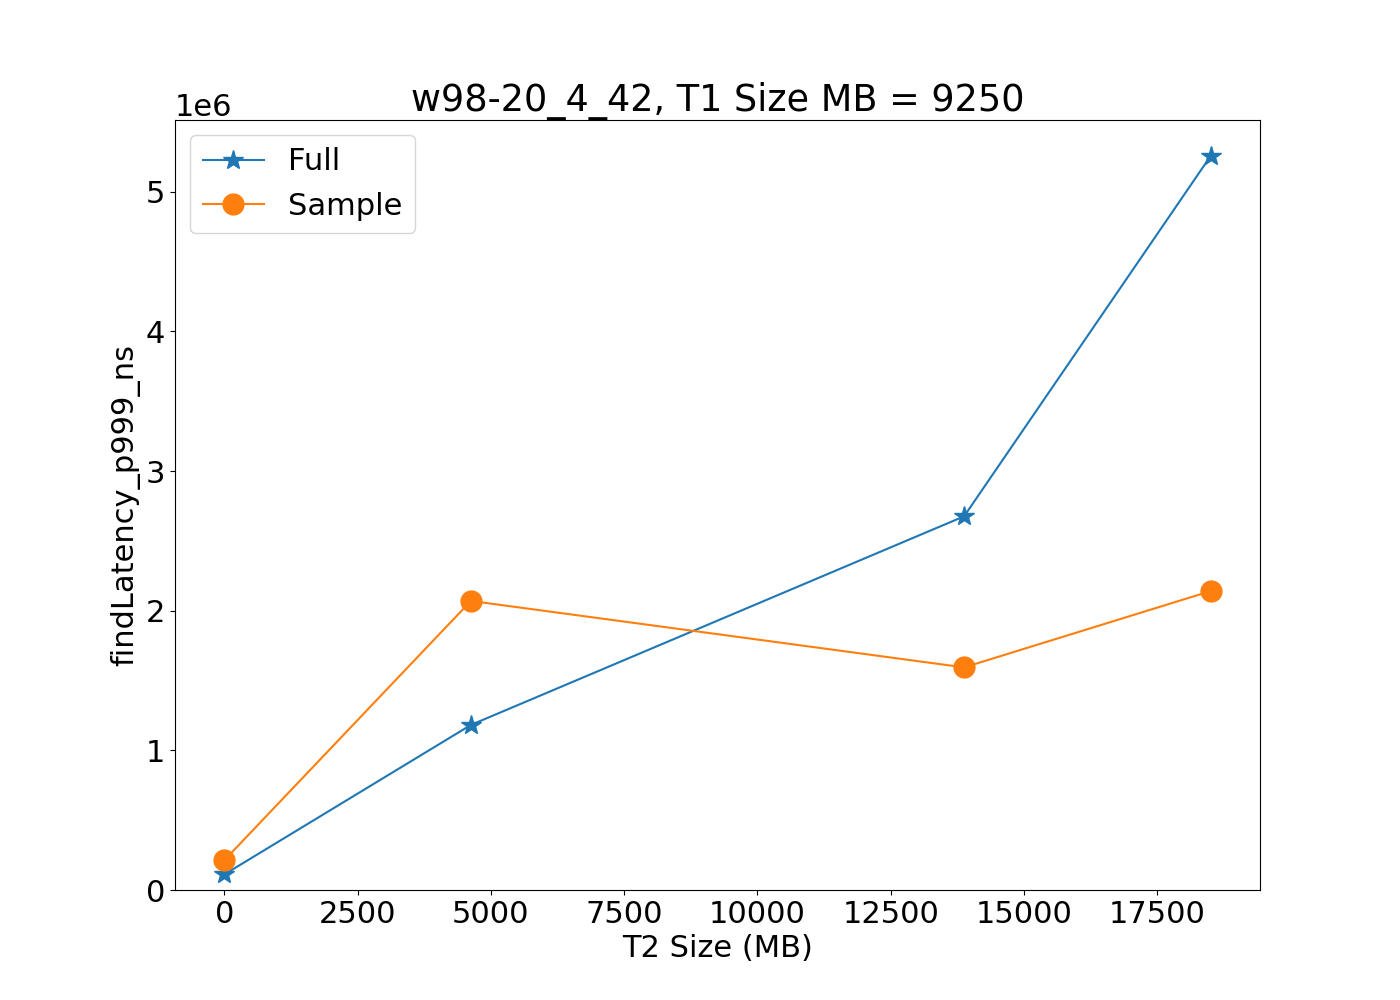 w98-20_4_42, T1 Size MB = 9250
1e6
Full
Sample
5
4
3
2
1
0
findLatency_p999_ns
0 2500 5000 7500 10000 12500 15000 17500
T2 Size (MB)